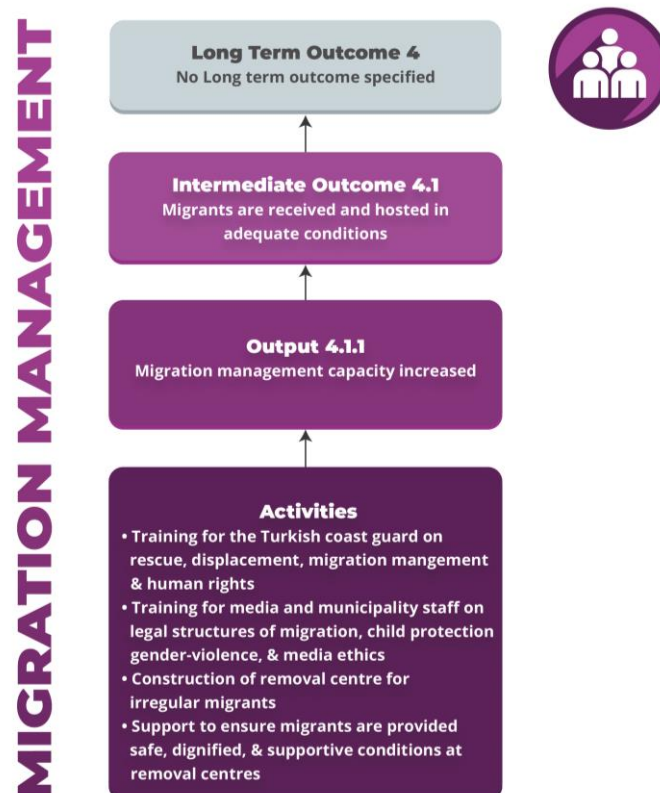 MIGRATION MANAGEMENT
Long Term Outcome 4
No Long term outcome specified
Intermediate Outcome 4.1
Migrants are received and hosted in
adequate conditions
Output 4.1.1
Migration management capacity increased
Activities
• Training for the Turkish coast guard on
rescue, displacement, migration mangement
& human rights
• Training for media and municipality staff on
legal structures of migration, child protection
gender-violence, & media ethics
• Construction of removal centre for
irregular migrants
• Support to ensure migrants are provided
safe, dignified, & supportive conditions at
removal centres